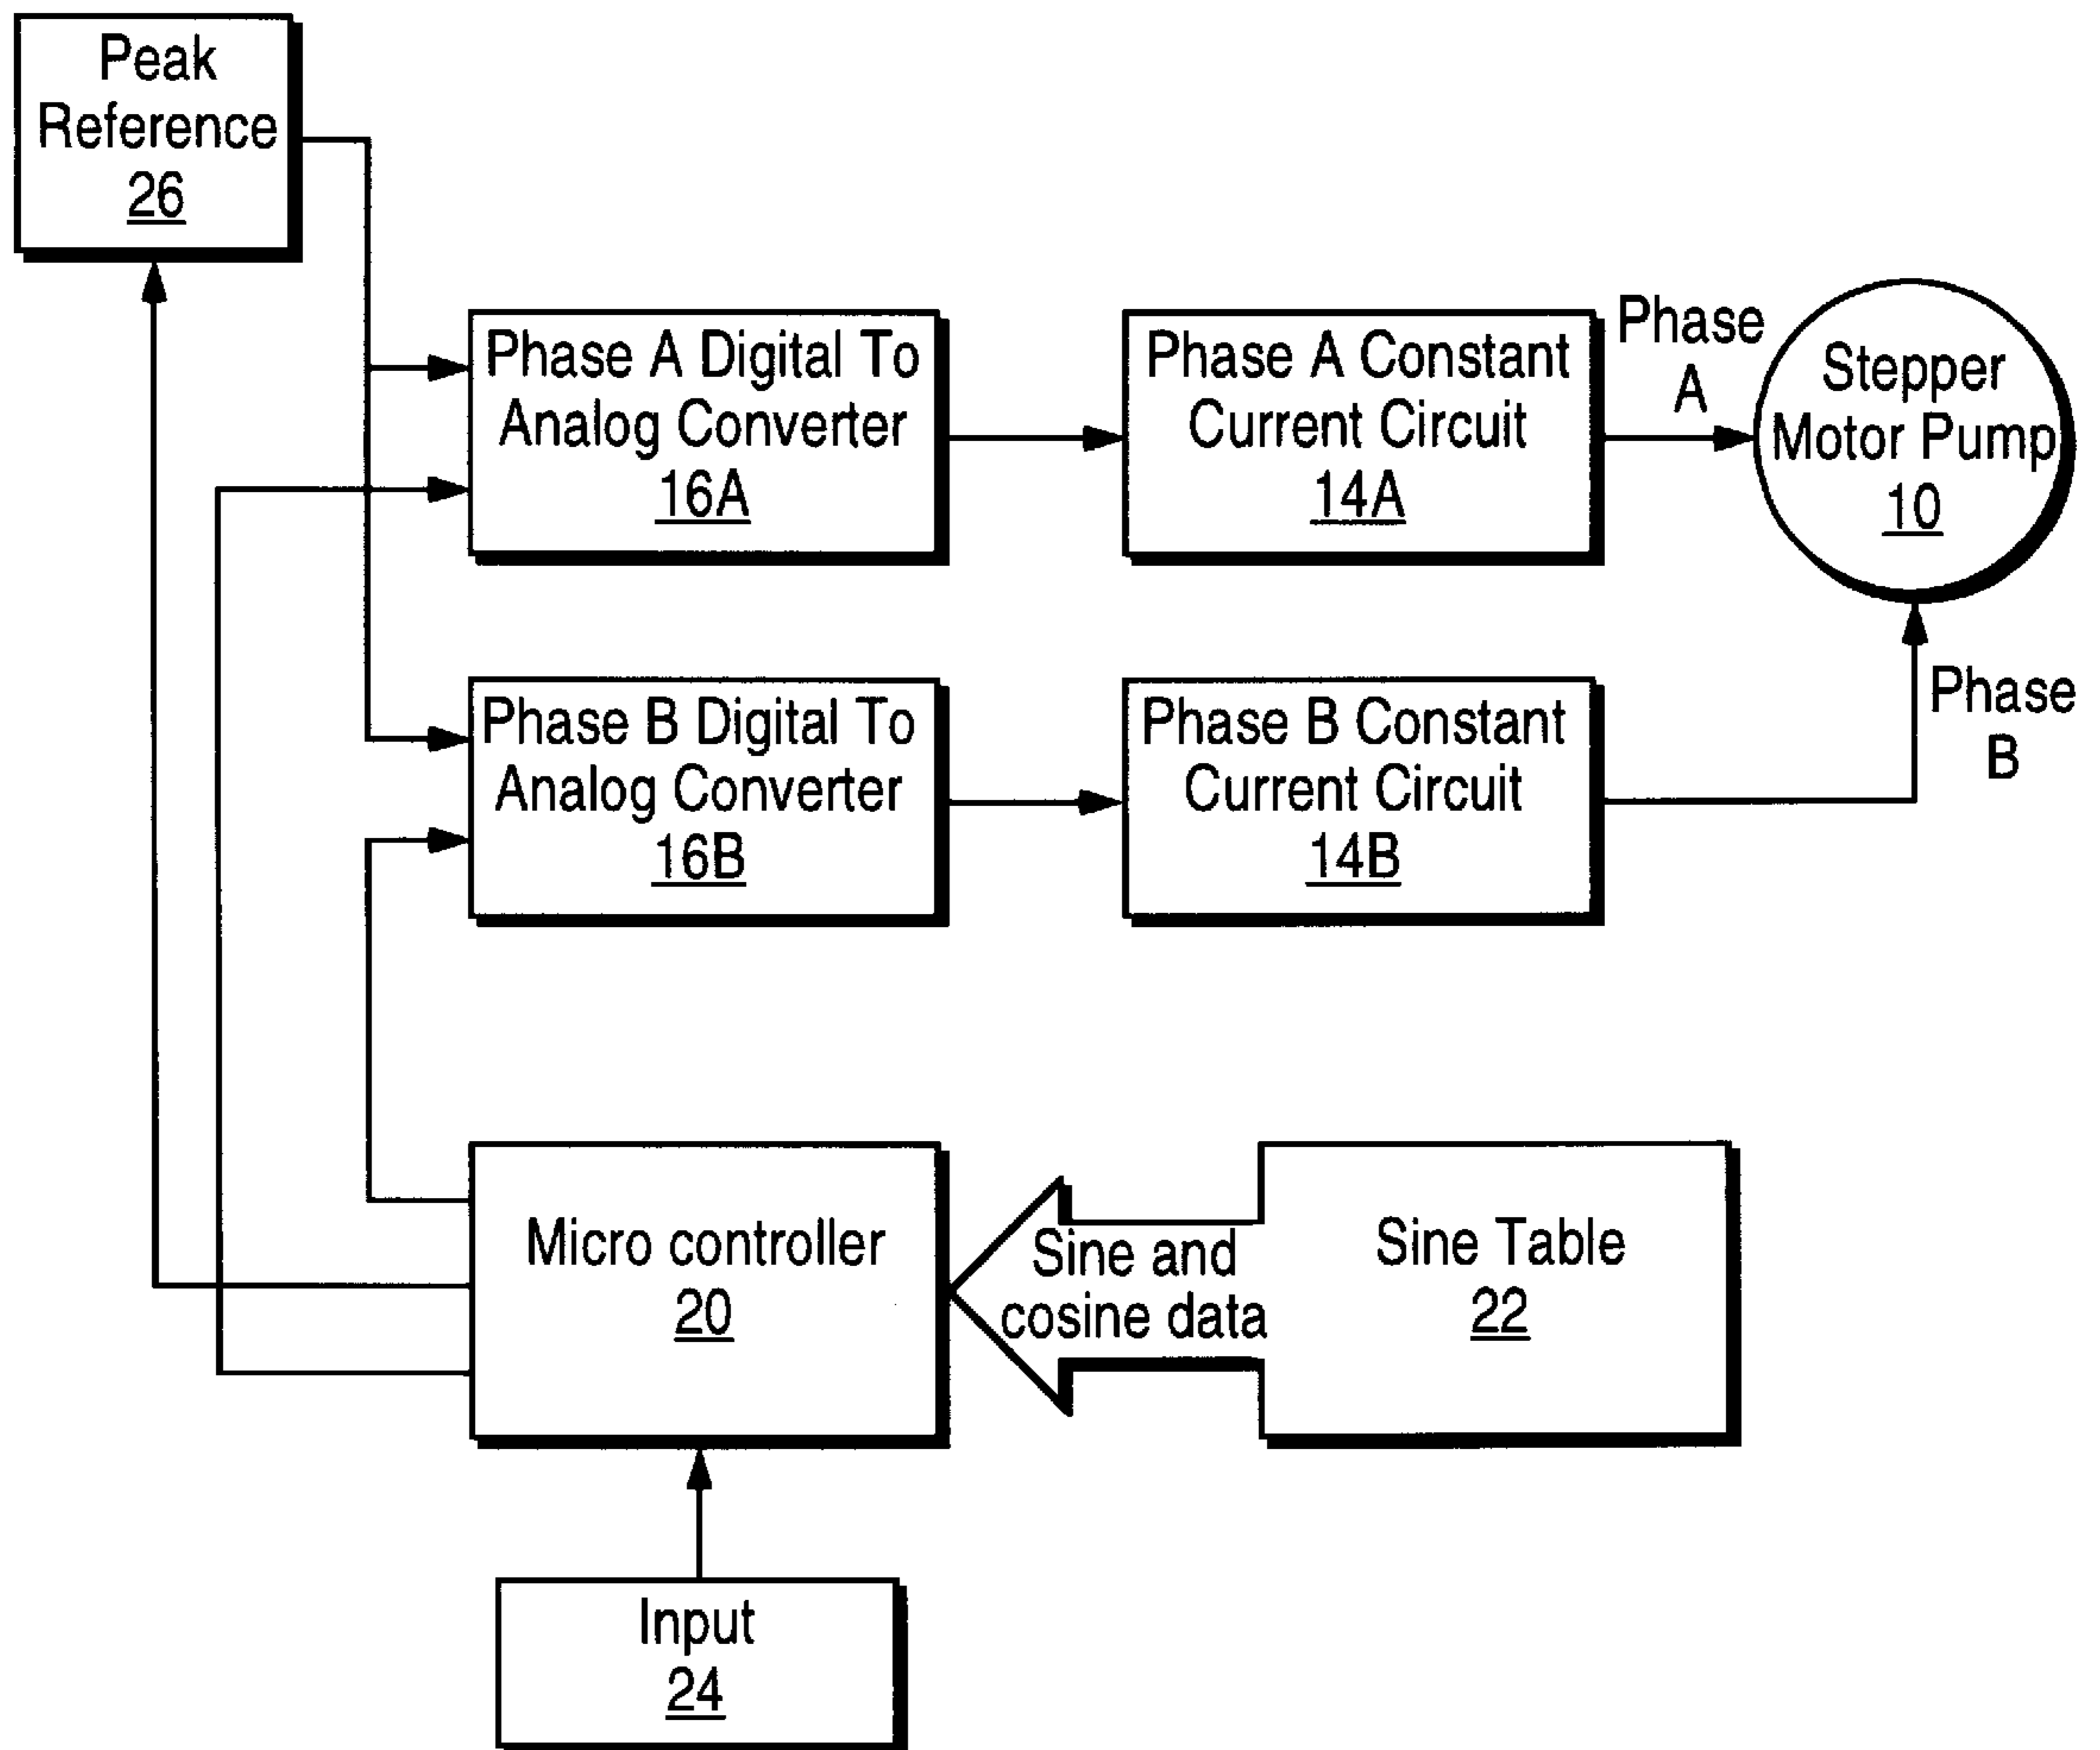 Peak
Reference
26
Phase A Digital To
Analog Converter
16A
Phase A Constant
Current Circuit
14A
Phase
A
Stepper
Motor Pump
10
Phase B Digital To
Analog Converter
16B
Phase B Constant
Current Circuit
14B
Phase
B
Micro controller
20
Sine and
cosine data
Sine Table
22
Input
24